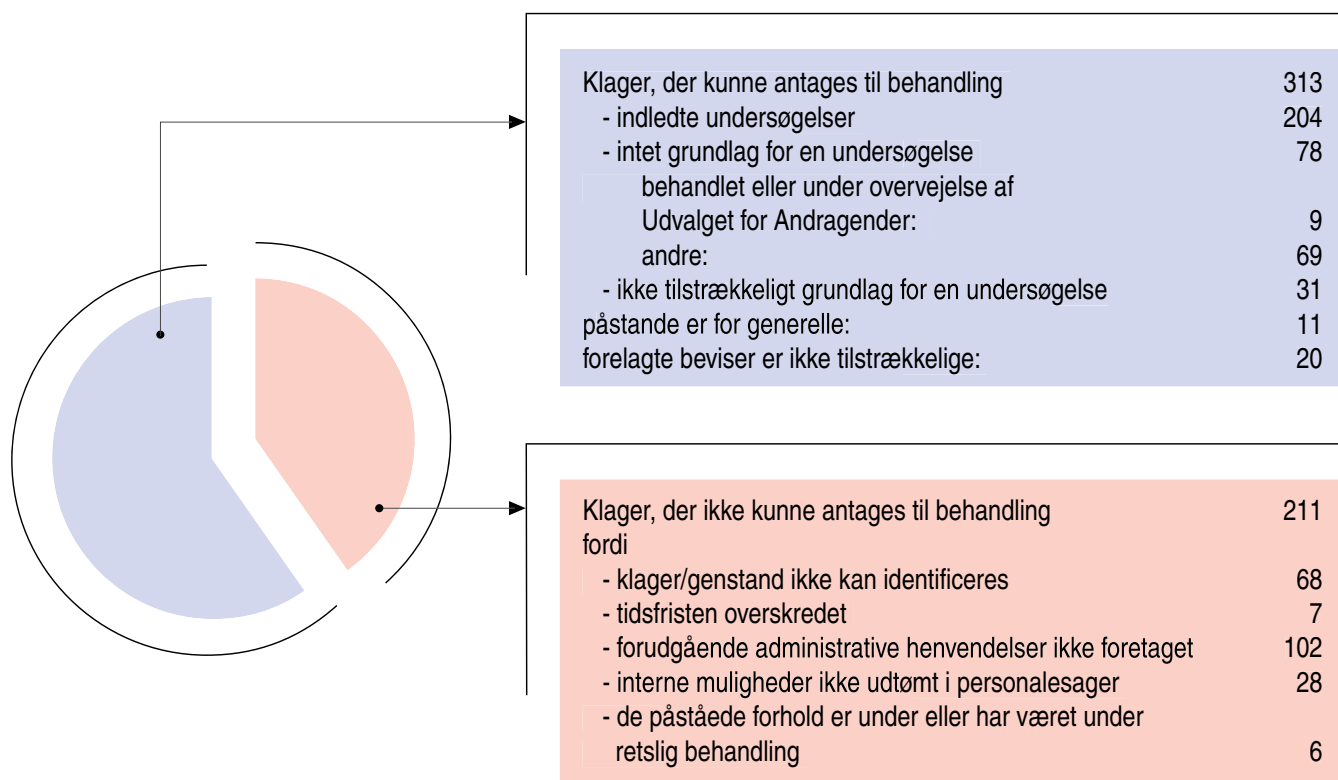 Klager, der kunne antages til behandling 313
- indledte undersøgelser 204
- intet grundlag for en undersøgelse 78
behandlet eller under overvejelse af
Udvalget for Andragender: 9
andre: 69
- ikke tilstrækkeligt grundlag for en undersøgelse 31
påstande er for generelle: 11
forelagte beviser er ikke tilstrækkelige: 20
Klager, der ikke kunne antages til behandling 211
fordi
- klager/genstand ikke kan identificeres 68
- tidsfristen overskredet 7
- forudgående administrative henvendelser ikke foretaget 102
- interne muligheder ikke udtømt i personalesager 28
- de påståede forhold er under eller har været under
retslig behandling 6